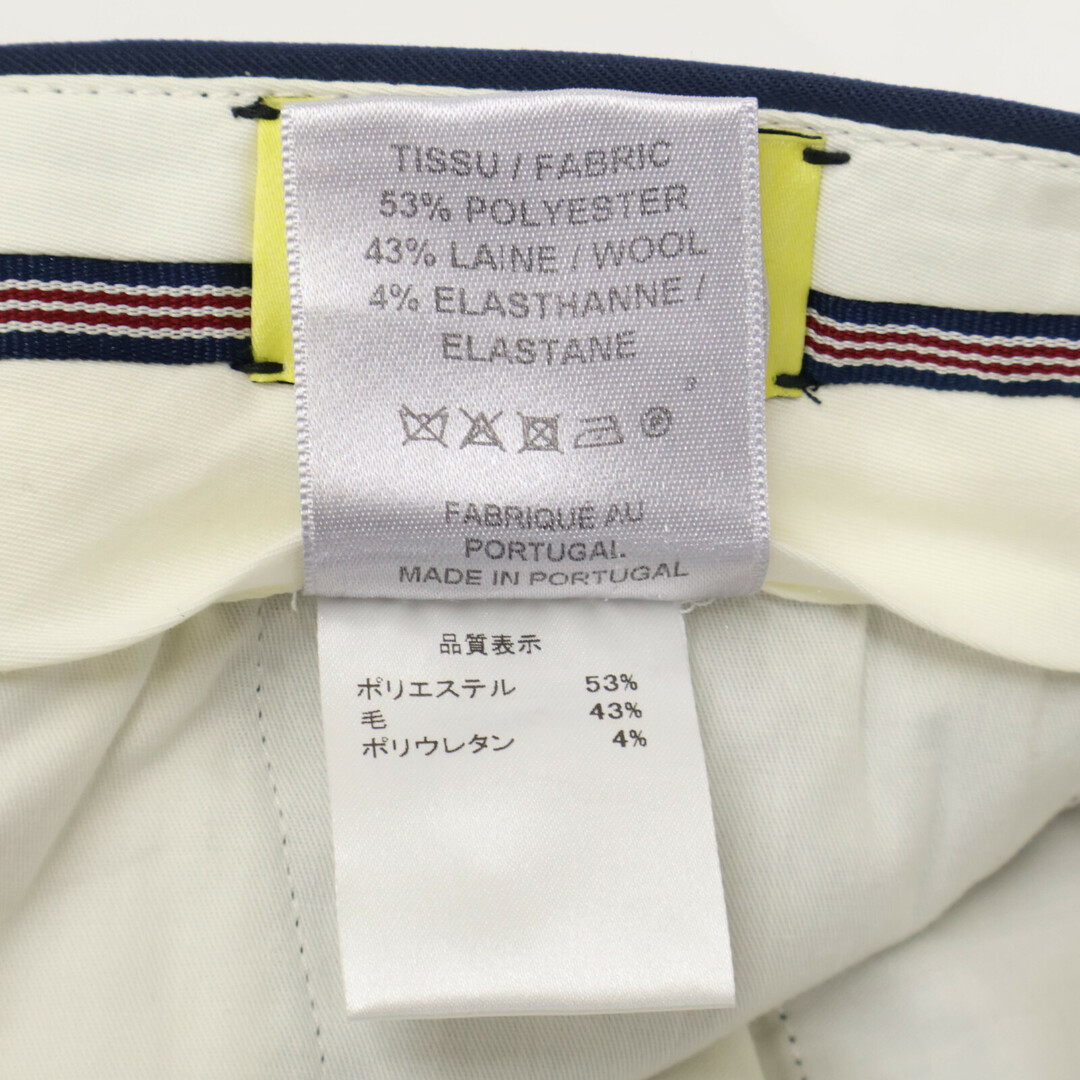 TISSU / FABRIC
53% POLYESTER
43% LAINE / WOOL
4% ELASTHANNE /
ELASTANE
P
FABRIQUÉ AU
PORTUGAL
MADE IN PORTUGAL
品質表示
ポリエステル 53%
毛 43%
ポリウレタン 4%